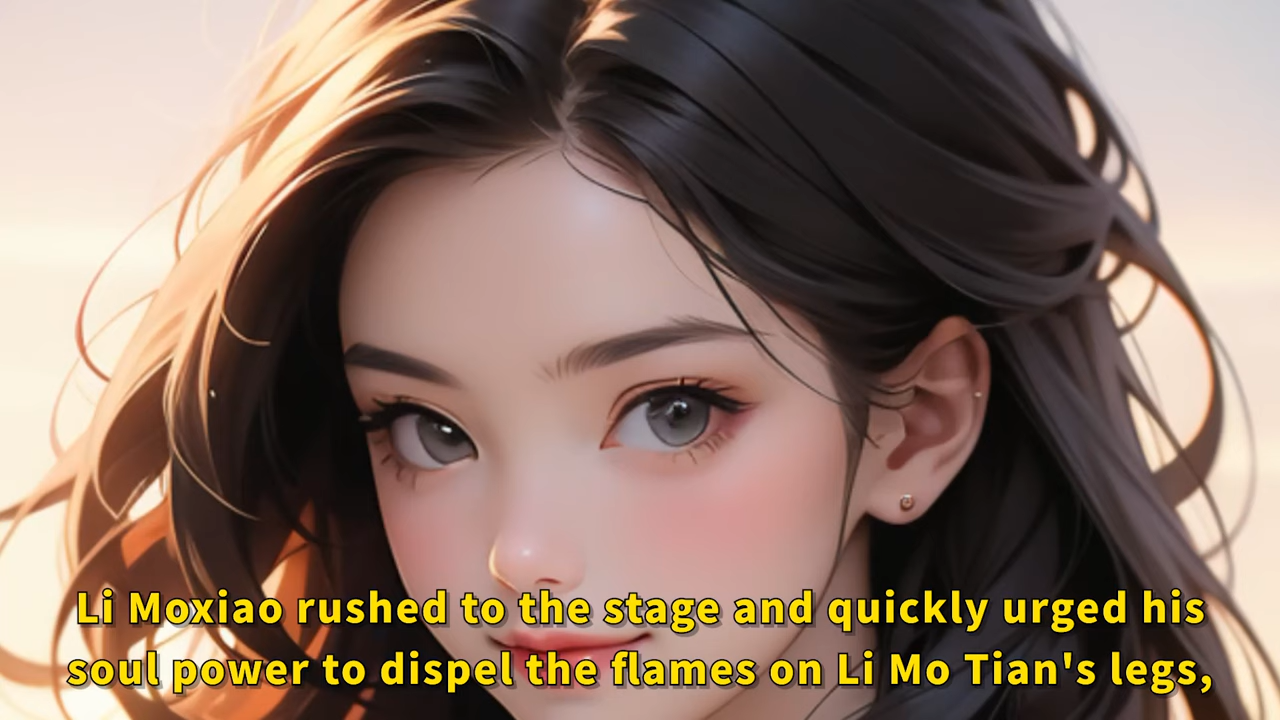 Li Moxiao rushed to the stage and quickly urged his
soul power to dispel the flames on Li Mo Tian's legs,